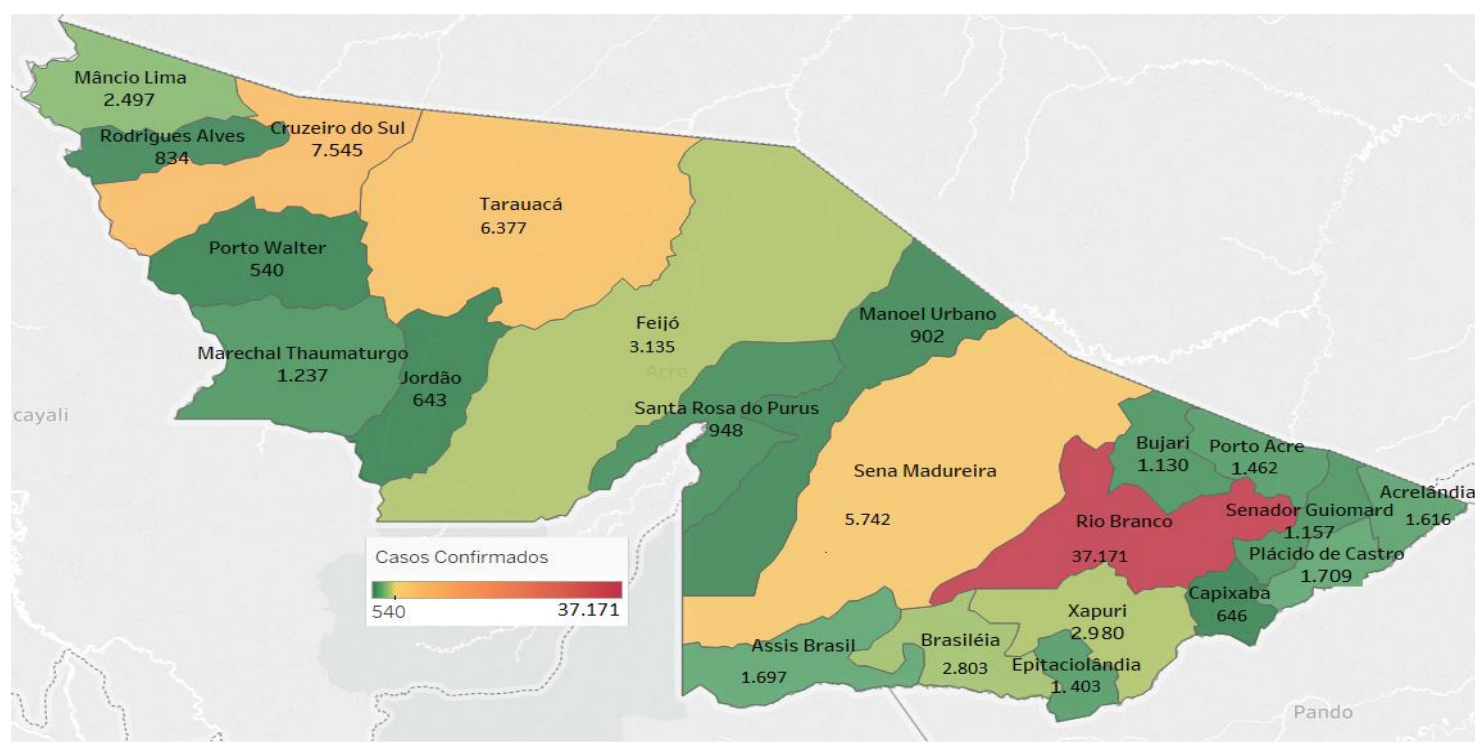 Mâncio Lima
2.497
Rodrigues Alves
834
Cruzeiro do Sul
7.545
Tarauacá
6.377
Porto Walter
540
Marechal Thaumaturgo
1.237
Jordão
643
Feijó
3.135
Acre
Manoel Urbano
902
Santa Rosa do Purus
948
cayali
Sena Madureira
5.742
Bujari
1.130
Porto Acre
1.462
Rio Branco
37.171
Senador Guiomard
1.157
Acrelândia
1.616
Plácido de Castro
1.709
Capixaba
646
Xapuri
2.980
Assis Brasil
1.697
Brasiléia
2.803
Epitaciolândia
1.403
Pando
Casos Confirmados
540 37.171